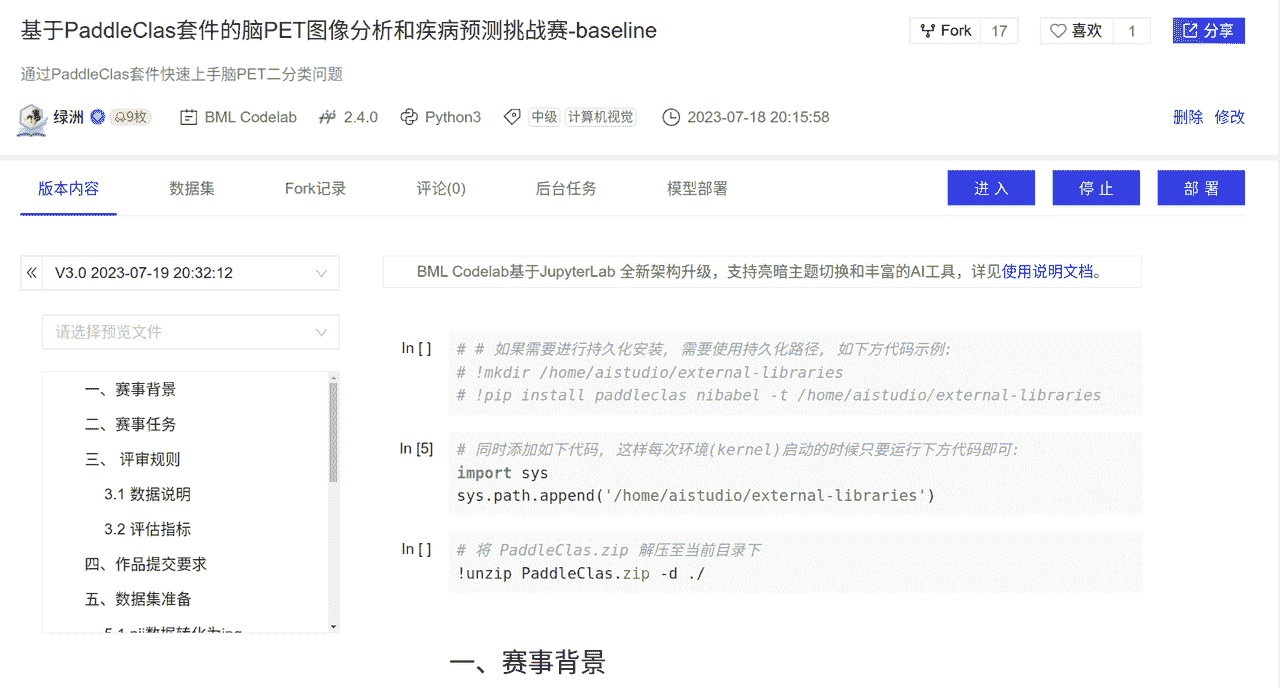 基于PaddleClas套件的脑PET图像分析和疾病预测挑战赛-baseline
Fork 17 喜欢 1 分享
通过PaddleClas套件快速上手脑PET二分类问题
绿洲 9枚 BML Codelab 2.4.0 Python3 中级 计算机视觉 2023-07-18 20:15:58 删除 修改
版本内容 数据集 Fork记录 评论(0) 后台任务 模型部署 进入 停止 部署
« V3.0 2023-07-19 20:32:12
请选择预览文件
一、赛事背景
二、赛事任务
三、 评审规则
3.1 数据说明
3.2 评估指标
四、作品提交要求
五、数据集准备
5.1 nii数据转化为png
BML Codelab基于JupyterLab 全新架构升级，支持亮暗主题切换和丰富的AI工具，详见使用说明文档。
In [ ]
# # 如果需要进行持久化安装, 需要使用持久化路径, 如下方代码示例:
# !mkdir /home/aistudio/external-libraries
# !pip install paddleclas nibabel -t /home/aistudio/external-libraries
In [5]
# 同时添加如下代码, 这样每次环境(kernel)启动的时候只要运行下方代码即可:
import sys
sys.path.append('/home/aistudio/external-libraries')
In [ ]
# 将 PaddleClas.zip 解压至当前目录下
!unzip PaddleClas.zip -d ./
一、赛事背景